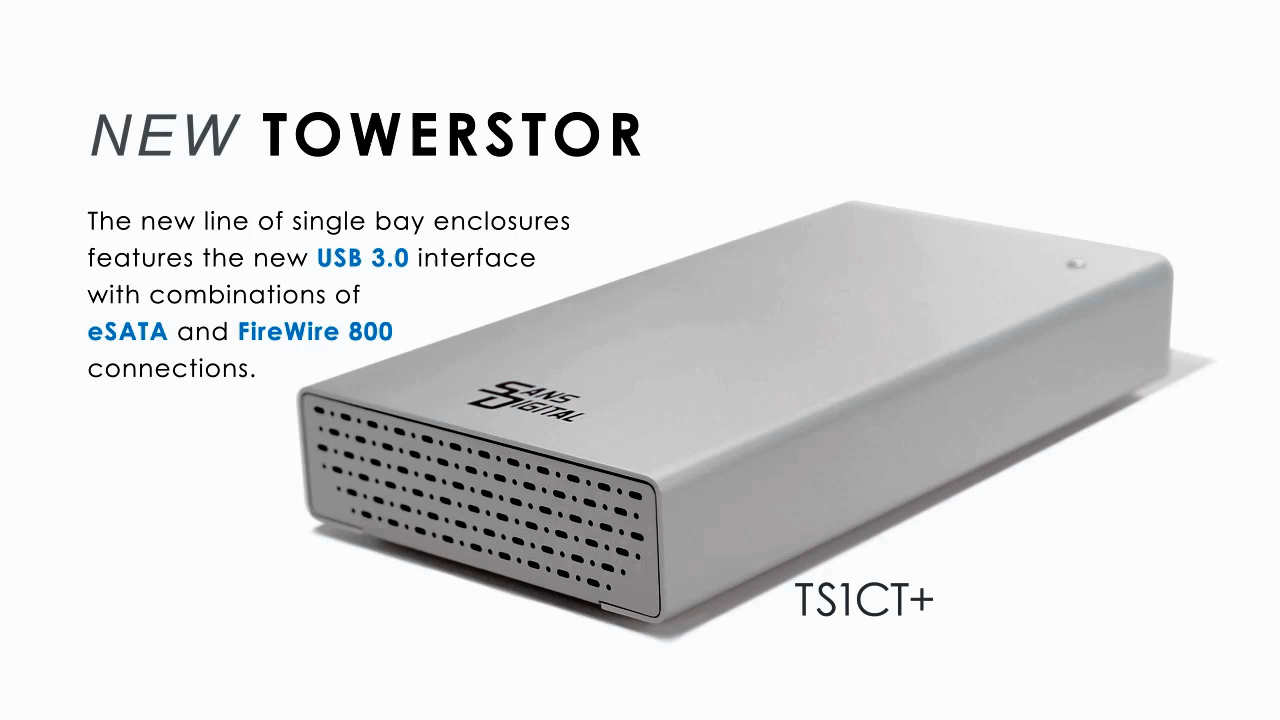 NEW TOWERSTOR
The new line of single bay enclosures
features the new USB 3.0 interface
with combinations of
eSATA and FireWire 800
connections.
SANS
DIGITAL
TS1CT+